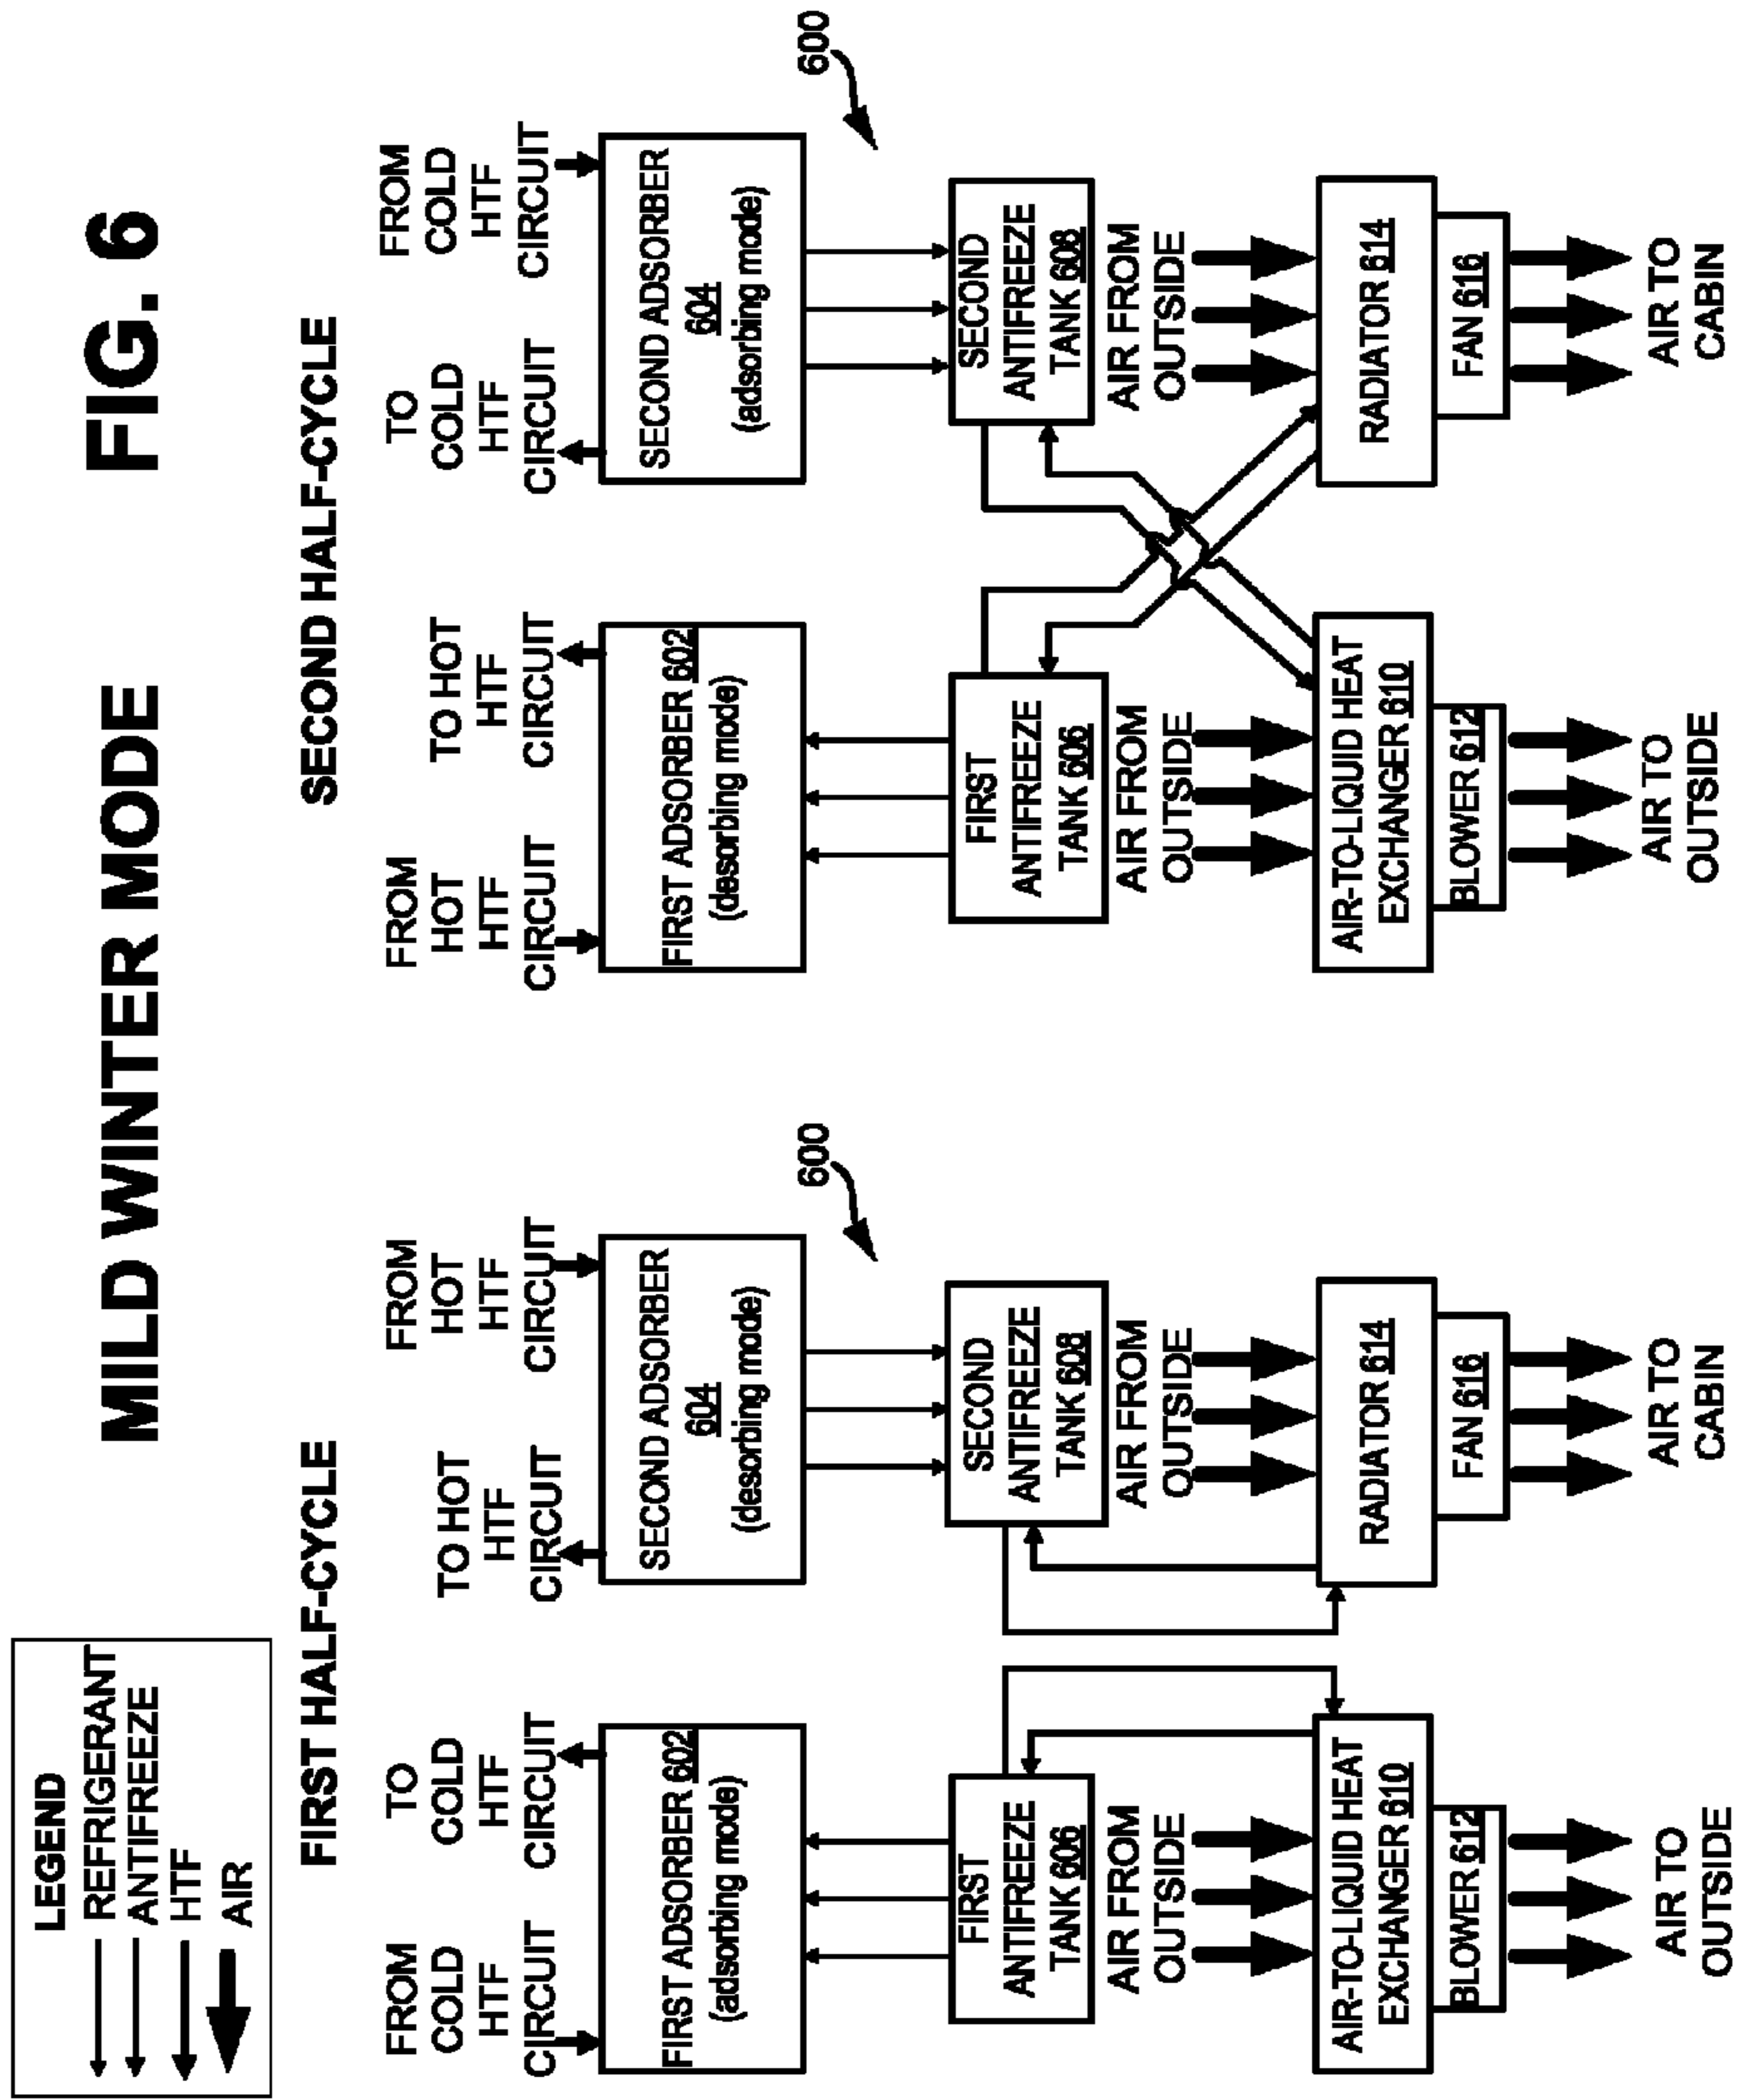 MILD WINTER MODE
FIG. 6
LEGEND
REFRIGERANT
ANTIFREEZE
HTF
AIR
FIRST HALF-CYCLE
FROM
COLD
HTF
CIRCUIT
TO
COLD
HTF
CIRCUIT
TO HOT
HTF
CIRCUIT
FROM
HOT
HTF
CIRCUIT
FIRST ADSORBER 602
(adsorbing mode)
SECOND ADSORBER
604
(desorbing mode)
600
FIRST
ANTIFREEZE
TANK 606
SECOND
ANTIFREEZE
TANK 608
AIR FROM
OUTSIDE
AIR FROM
OUTSIDE
AIR-TO-LIQUID HEAT
EXCHANGER 610
RADIATOR 614
BLOWER 612
FAN 616
AIR TO
OUTSIDE
AIR TO
CABIN
SECOND HALF-CYCLE
FROM
HOT
HTF
CIRCUIT
TO HOT
HTF
CIRCUIT
TO
COLD
HTF
CIRCUIT
FROM
COLD
HTF
CIRCUIT
FIRST ADSORBER 602
(desorbing mode)
SECOND ADSORBER
604
(adsorbing mode)
600
FIRST
ANTIFREEZE
TANK 606
SECOND
ANTIFREEZE
TANK 608
AIR FROM
OUTSIDE
AIR FROM
OUTSIDE
AIR-TO-LIQUID HEAT
EXCHANGER 610
RADIATOR 614
BLOWER 612
FAN 616
AIR TO
OUTSIDE
AIR TO
CABIN